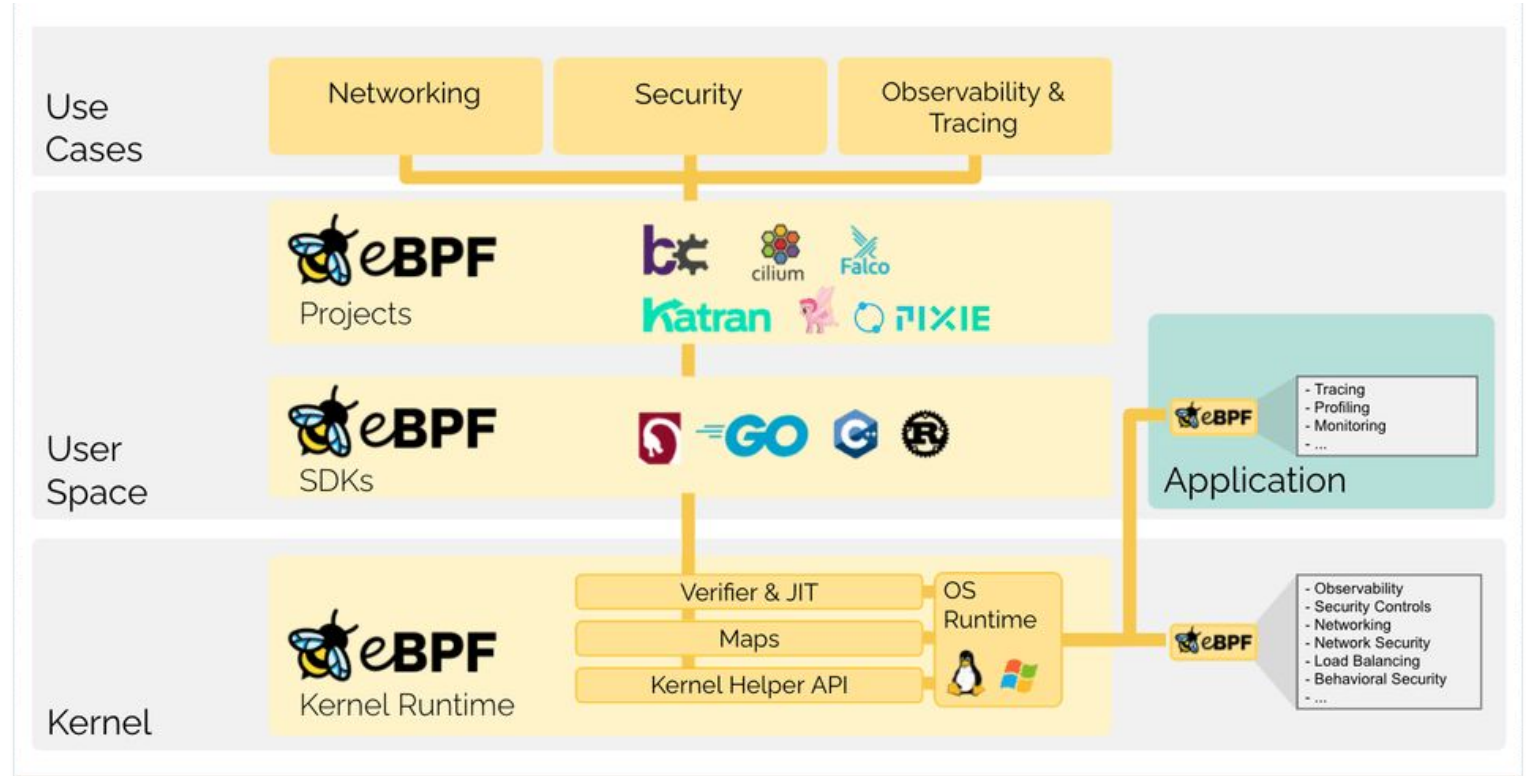 Use
Cases
Networking
Security
Observability &
Tracing
eBPF
Projects
bc
cilium
Falco
Katran
PIXIE
User
Space
eBPF
SDKs
GO
C++
R
eBPF
- Tracing
- Profiling
- Monitoring
- ...
Application
Kernel
eBPF
Kernel Runtime
Verifier & JIT
Maps
Kernel Helper API
OS
Runtime
eBPF
- Observability
- Security Controls
- Networking
- Network Security
- Load Balancing
- Behavioral Security
- ...